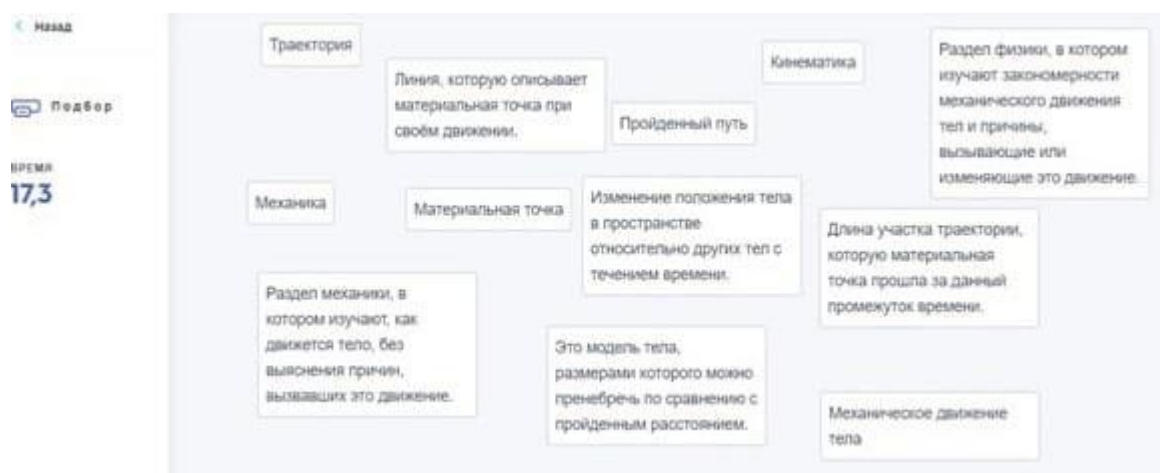 Назад
Подбор
ВРЕМЯ
17,3
Траектория
Линия, которую описывает
материальная точка при
своём движении.
Пройденный путь
Кинематика
Раздел физики, в котором
изучают закономерности
механического движения
тел и причины,
вызывающие или
изменяющие это движение.
Механика
Материальная точка
Изменение положения тела
в пространстве
относительно других тел с
течением времени.
Длина участка траектории,
которую материальная
точка прошла за данный
промежуток времени.
Раздел механики, в
котором изучают, как
движется тело, без
выяснения причин,
вызвавших это движение.
Это модель тела,
размерами которого можно
пренебречь по сравнению с
пройденным расстоянием.
Механическое движение
тела